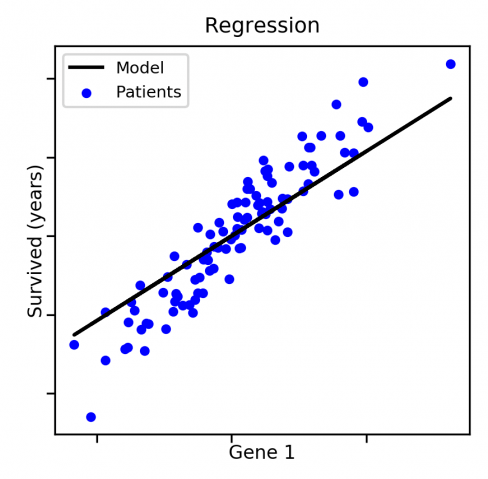 Regression
Model
Patients
Survived (years)
Gene 1